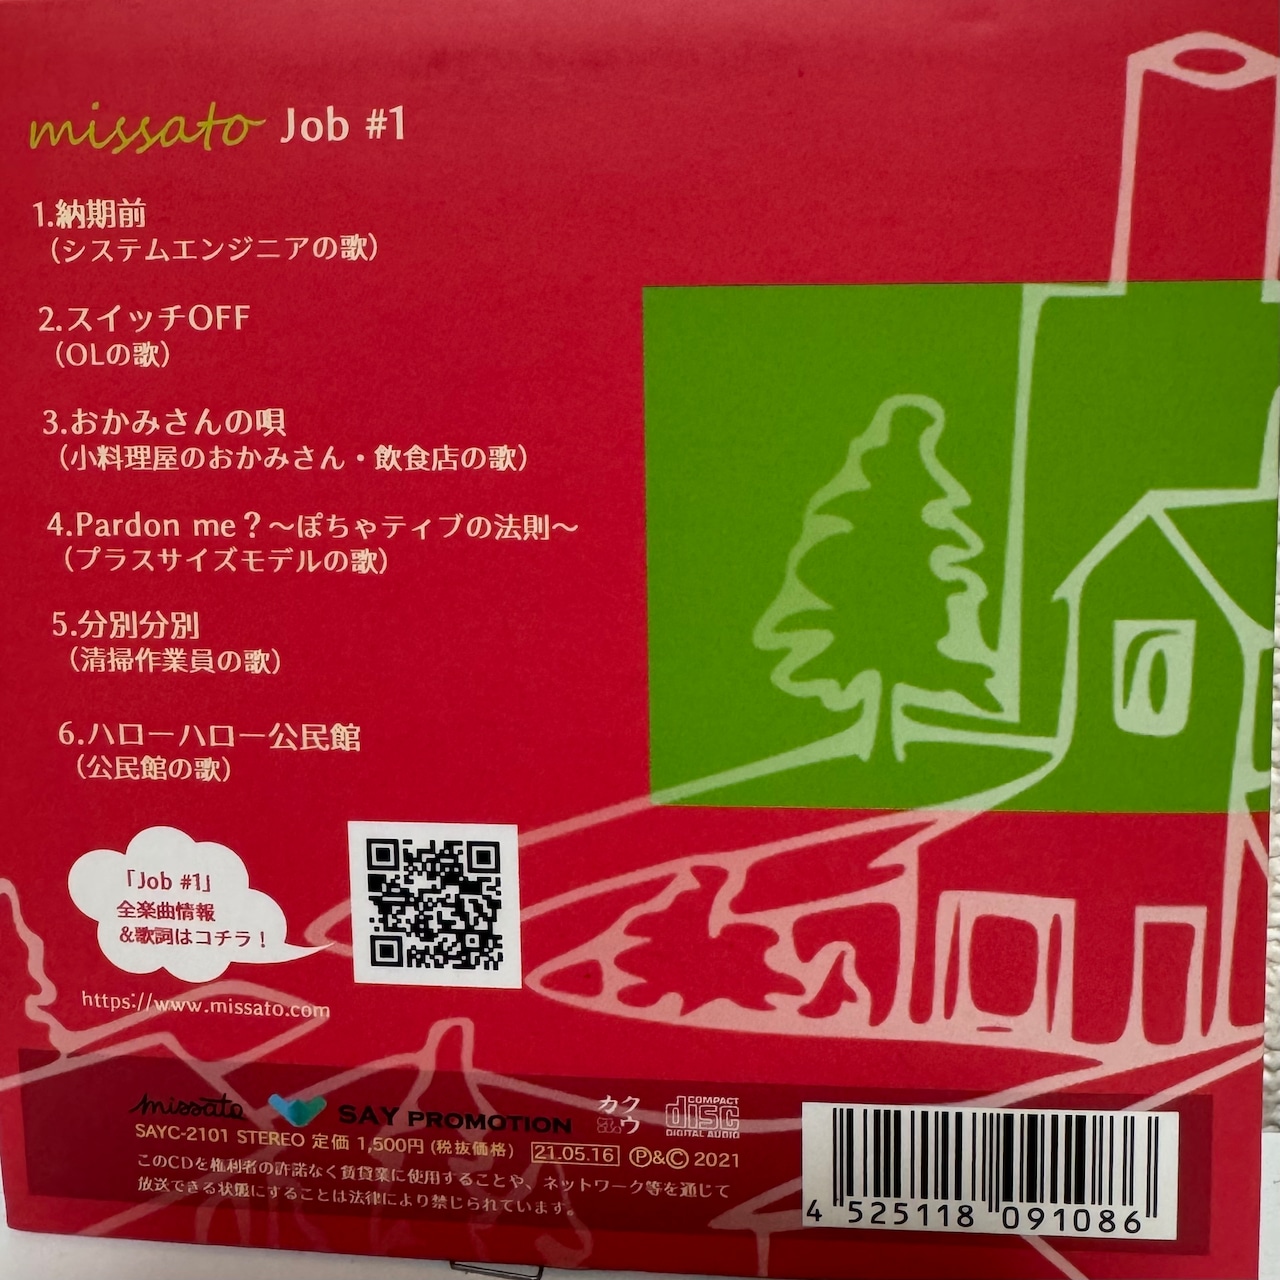 missato Job #1
1.納期前
（システムエンジニアの歌）
2.スイッチOFF
（OLの歌）
3.おかみさんの唄
（小料理屋のおかみさん・飲食店の歌）
4.Pardon me？～ぽちゃティブの法則～
（プラスサイズモデルの歌）
5.分別分別
（清掃作業員の歌）
6.ハローハロー公民館
（公民館の歌）
「Job #1」
全楽曲情報
&歌詞はコチラ！
https://www.missato.com
missato SAY PROMOTION カクウ COMPACT disc DIGITAL AUDIO
SAYC-2101 STEREO 定価 1,500円 (税抜価格) 21.05.16 Ⓟ&Ⓒ 2021
このCDを権利者の許諾なく賃貸業に使用することや、ネットワーク等を通じて
放送できる状態にすることは法律により禁じられています。
4 525118 091086